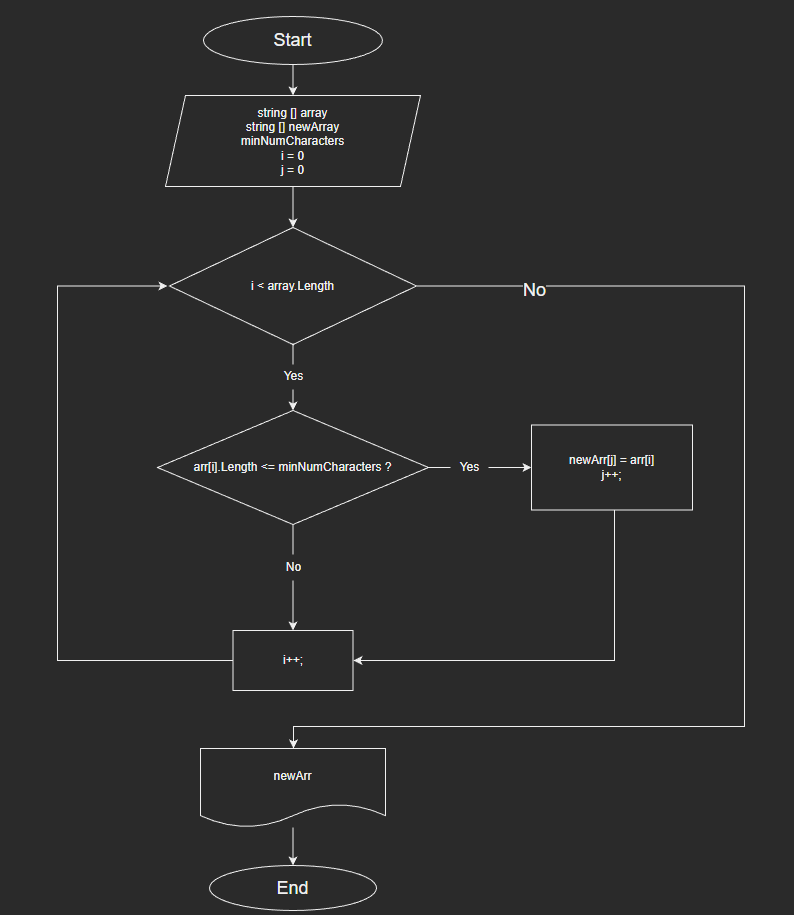 Start
string [] array
string [] newArray
minNumCharacters
i = 0
j = 0
i < array.Length
No
Yes
arr[i].Length <= minNumCharacters ?
Yes
newArr[j] = arr[i]
j++;
No
i++;
newArr
End